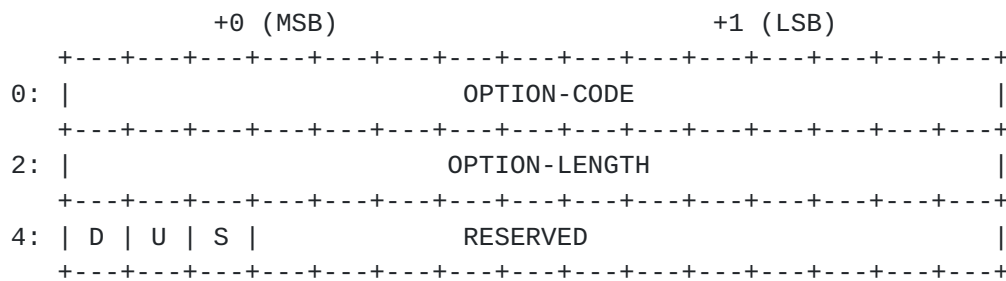 +0 (MSB)                        +1 (LSB)
+---+---+---+---+---+---+---+---+---+---+---+---+---+---+---+
0: |                         OPTION-CODE                       |
+---+---+---+---+---+---+---+---+---+---+---+---+---+---+---+
2: |                        OPTION-LENGTH                      |
+---+---+---+---+---+---+---+---+---+---+---+---+---+---+---+
4: | D | U | S |             RESERVED                          |
+---+---+---+---+---+---+---+---+---+---+---+---+---+---+---+